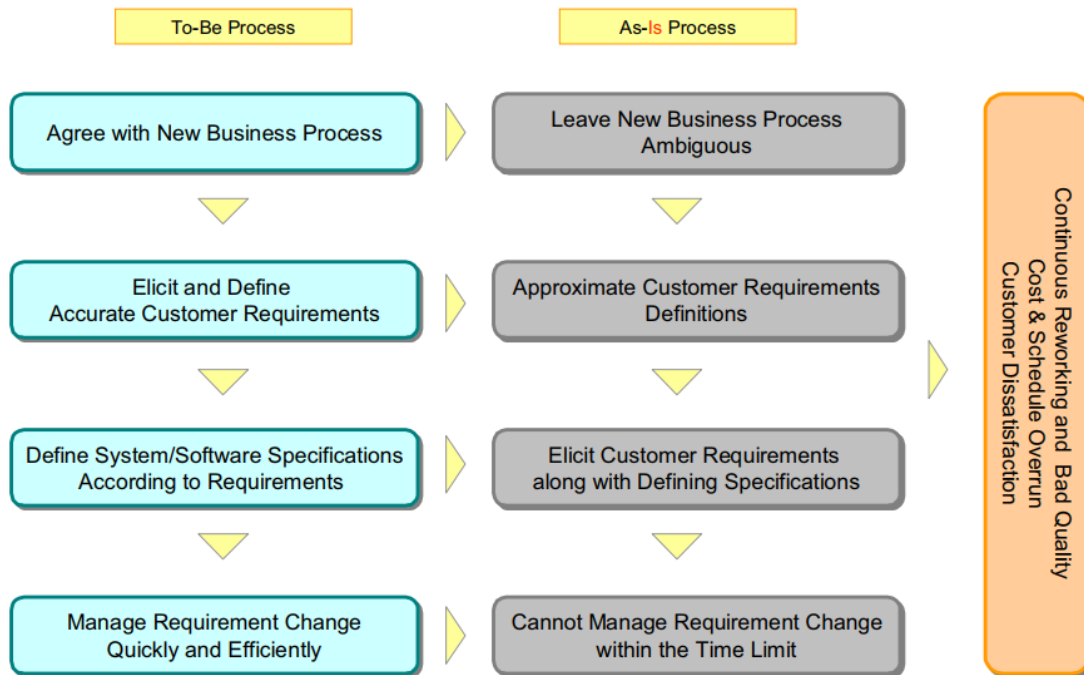 To-Be Process
As-Is Process
Agree with New Business Process
Leave New Business Process
Ambiguous
Elicit and Define
Accurate Customer Requirements
Approximate Customer Requirements
Definitions
Define System/Software Specifications
According to Requirements
Elicit Customer Requirements
along with Defining Specifications
Manage Requirement Change
Quickly and Efficiently
Cannot Manage Requirement Change
within the Time Limit
Continuous Reworking and Bad Quality
Cost & Schedule Overrun
Customer Dissatisfaction